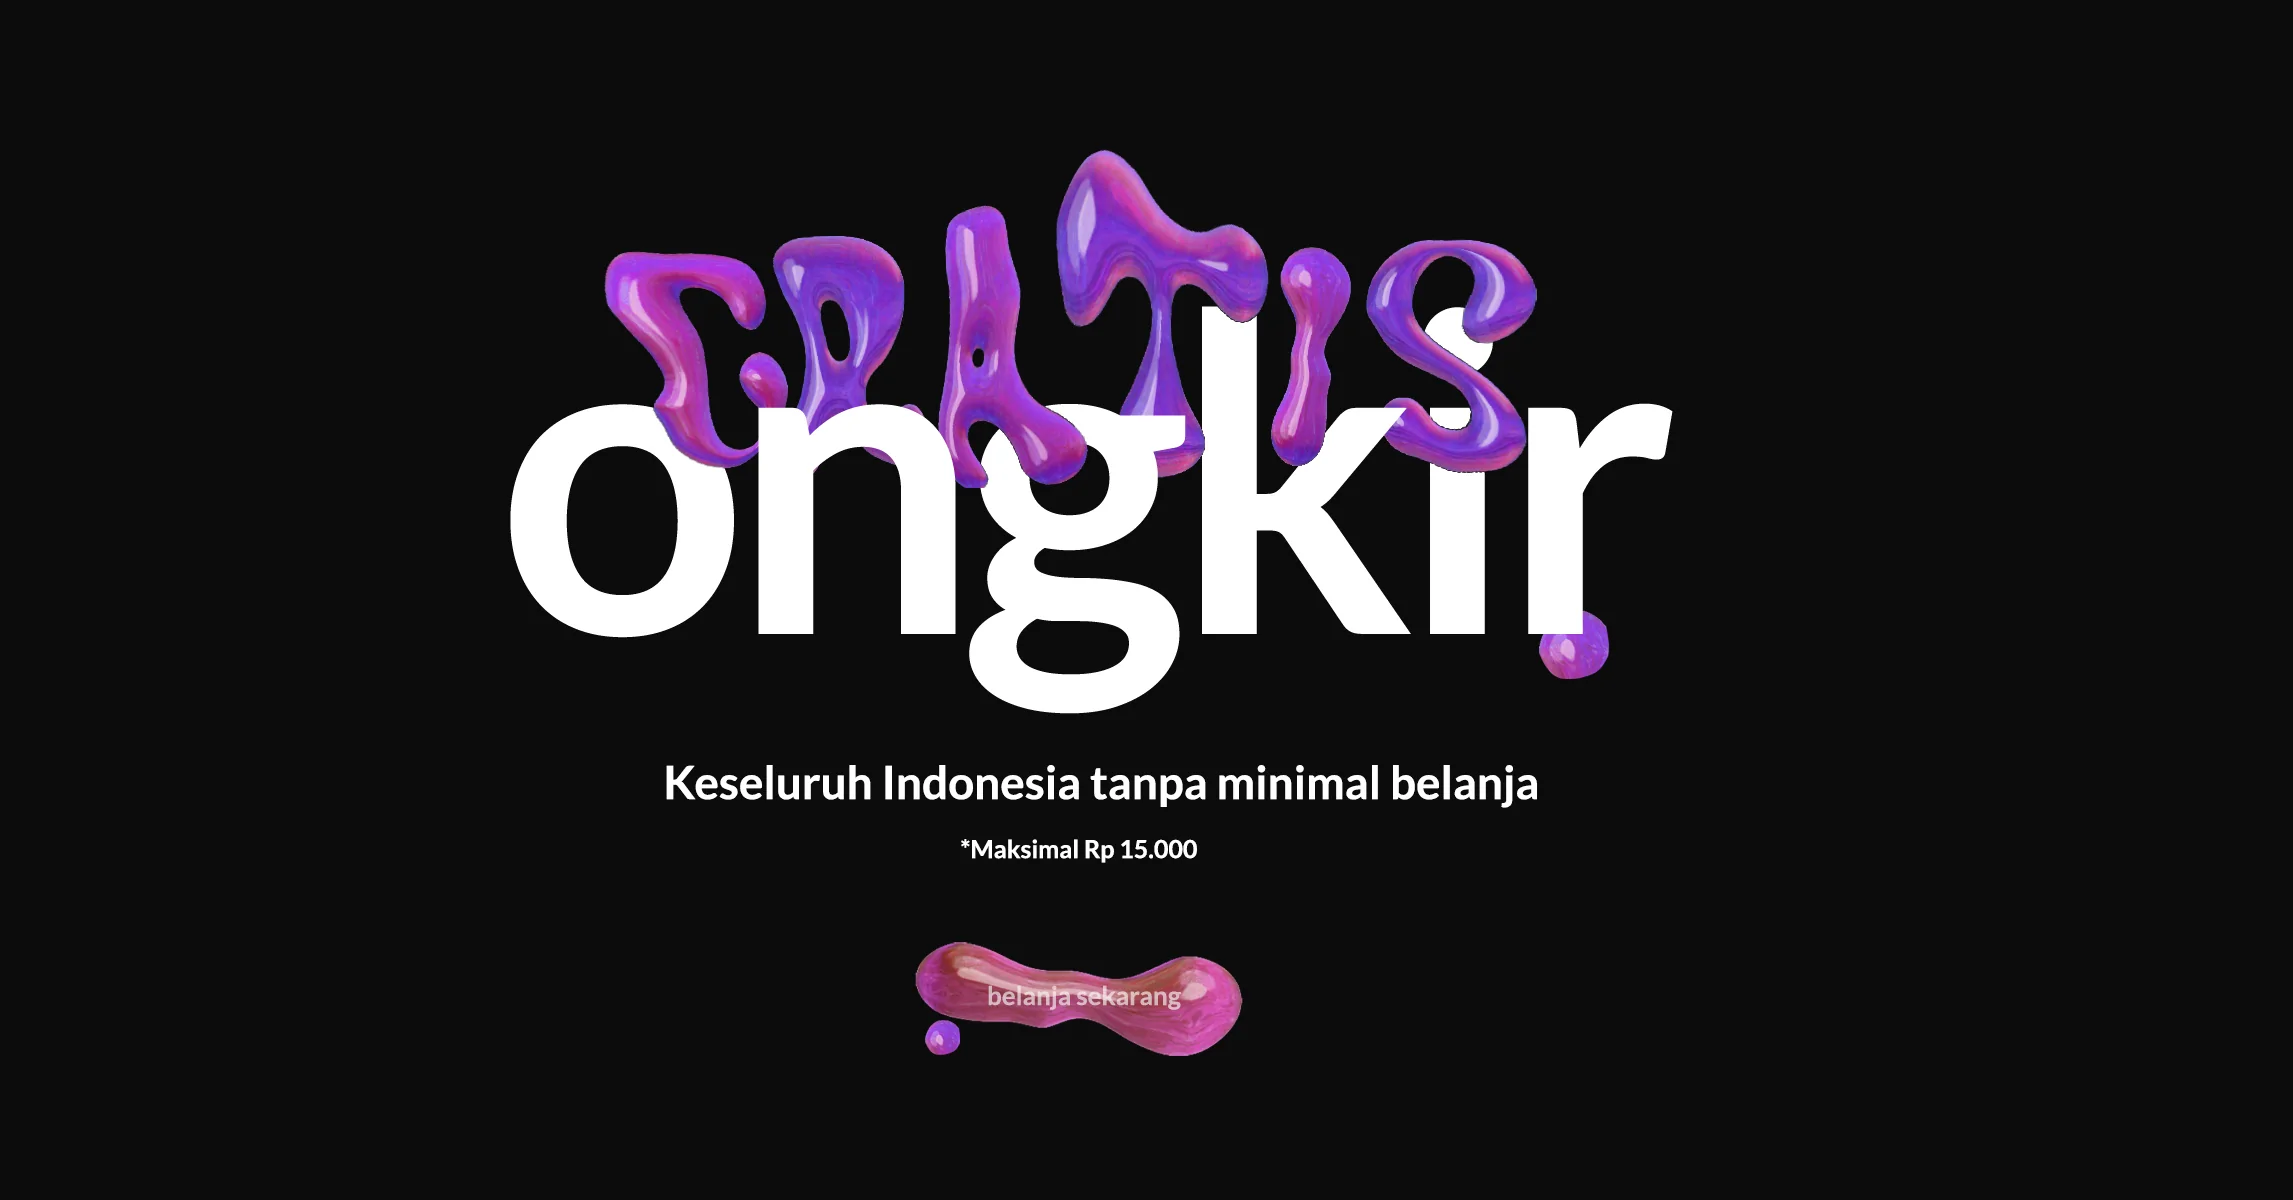 GRATIS
ongkir
Keseluruh Indonesia tanpa minimal belanja
*Maksimal Rp 15.000
belanja sekarang